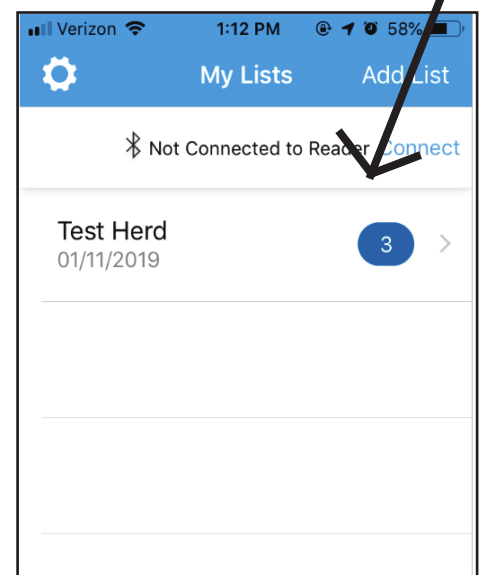 Verizon 1:12 PM 58%
My Lists Add List
Not Connected to Reader Connect
Test Herd
01/11/2019
3